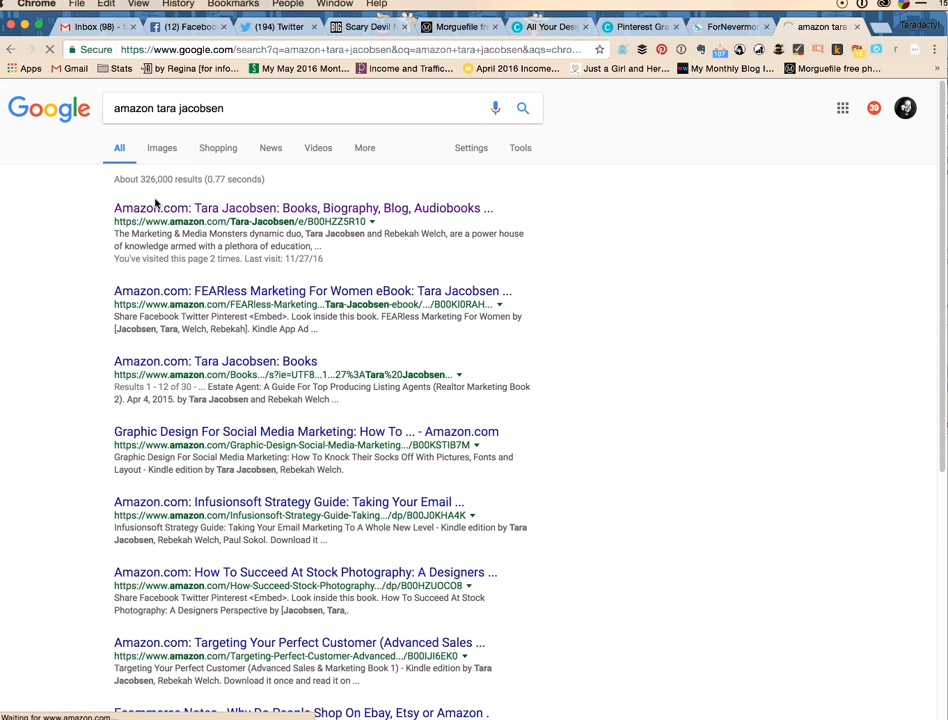 Chrome File Edit View History Bookmarks People Window Help
Inbox (98) - (12) Facebo (194) Twitter Scary Devil Morguefile fr All Your Des Pinterest Gra ForNevermo amazon tara Taradactyl
Secure https://www.google.com/search?q=amazon+tara+jacobsen&oq=amazon+tara+jacobsen&aqs=chro...
Apps Gmail Stats by Regina [for info... My May 2016 Mont... Income and Traffic... April 2016 Income... Just a Girl and Her... My Monthly Blog I... Morguefile free ph...
Google amazon tara jacobsen 39
All Images Shopping News Videos More Settings Tools
About 326,000 results (0.77 seconds)
Amazon.com: Tara Jacobsen: Books, Biography, Blog, Audiobooks ...
https://www.amazon.com/Tara-Jacobsen/e/B00HZZ5R10
The Marketing & Media Monsters dynamic duo, Tara Jacobsen and Rebekah Welch, are a power house
of knowledge armed with a plethora of education, ...
You've visited this page 2 times. Last visit: 11/27/16
Amazon.com: FEARless Marketing For Women eBook: Tara Jacobsen ...
https://www.amazon.com/FEARless-Marketing...Tara-Jacobsen-ebook/.../B00KI0RAH...
Share Facebook Twitter Pinterest <Embed>. Look inside this book. FEARless Marketing For Women by
[Jacobsen, Tara, Welch, Rebekah]. Kindle App Ad ...
Amazon.com: Tara Jacobsen: Books
https://www.amazon.com/Books.../s?ie=UTF8...1...27%3ATara%20Jacobsen...
Results 1 - 12 of 30 - ... Estate Agent: A Guide For Top Producing Listing Agents (Realtor Marketing Book
2). Apr 4, 2015. by Tara Jacobsen and Rebekah Welch ...
Graphic Design For Social Media Marketing: How To ... - Amazon.com
https://www.amazon.com/Graphic-Design-Social-Media-Marketing.../B00KSTIB7M
Graphic Design For Social Media Marketing: How To Knock Their Socks Off With Pictures, Fonts and
Layout - Kindle edition by Tara Jacobsen, Rebekah Welch.
Amazon.com: Infusionsoft Strategy Guide: Taking Your Email ...
https://www.amazon.com/Infusionsoft-Strategy-Guide-Taking.../dp/B00J0KHA4K
Infusionsoft Strategy Guide: Taking Your Email Marketing To A Whole New Level - Kindle edition by Tara
Jacobsen, Rebekah Welch, Paul Sokol. Download it ...
Amazon.com: How To Succeed At Stock Photography: A Designers ...
https://www.amazon.com/How-Succeed-Stock-Photography.../dp/B00HZUOCO8
Share Facebook Twitter Pinterest <Embed>. Look inside this book. How To Succeed At Stock
Photography: A Designers Perspective by [Jacobsen, Tara,.
Amazon.com: Targeting Your Perfect Customer (Advanced Sales ...
https://www.amazon.com/Targeting-Perfect-Customer-Advanced.../dp/B00IJI6EK0
Targeting Your Perfect Customer (Advanced Sales & Marketing Book 1) - Kindle edition by Tara
Jacobsen, Rebekah Welch. Download it once and read it on ...
Ecommerce Notes - Why Do People Shop On Ebay, Etsy or Amazon .
Waiting for www.amazon.com...